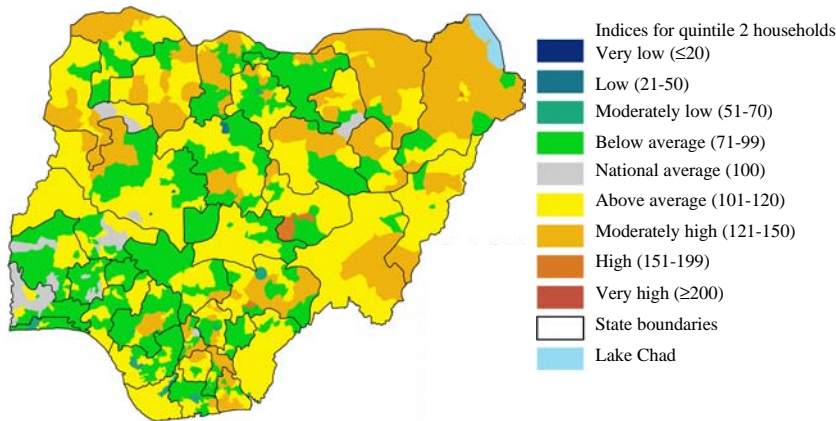 Indices for quintile 2 households
Very low (≤20)
Low (21-50)
Moderately low (51-70)
Below average (71-99)
National average (100)
Above average (101-120)
Moderately high (121-150)
High (151-199)
Very high (≥200)
State boundaries
Lake Chad